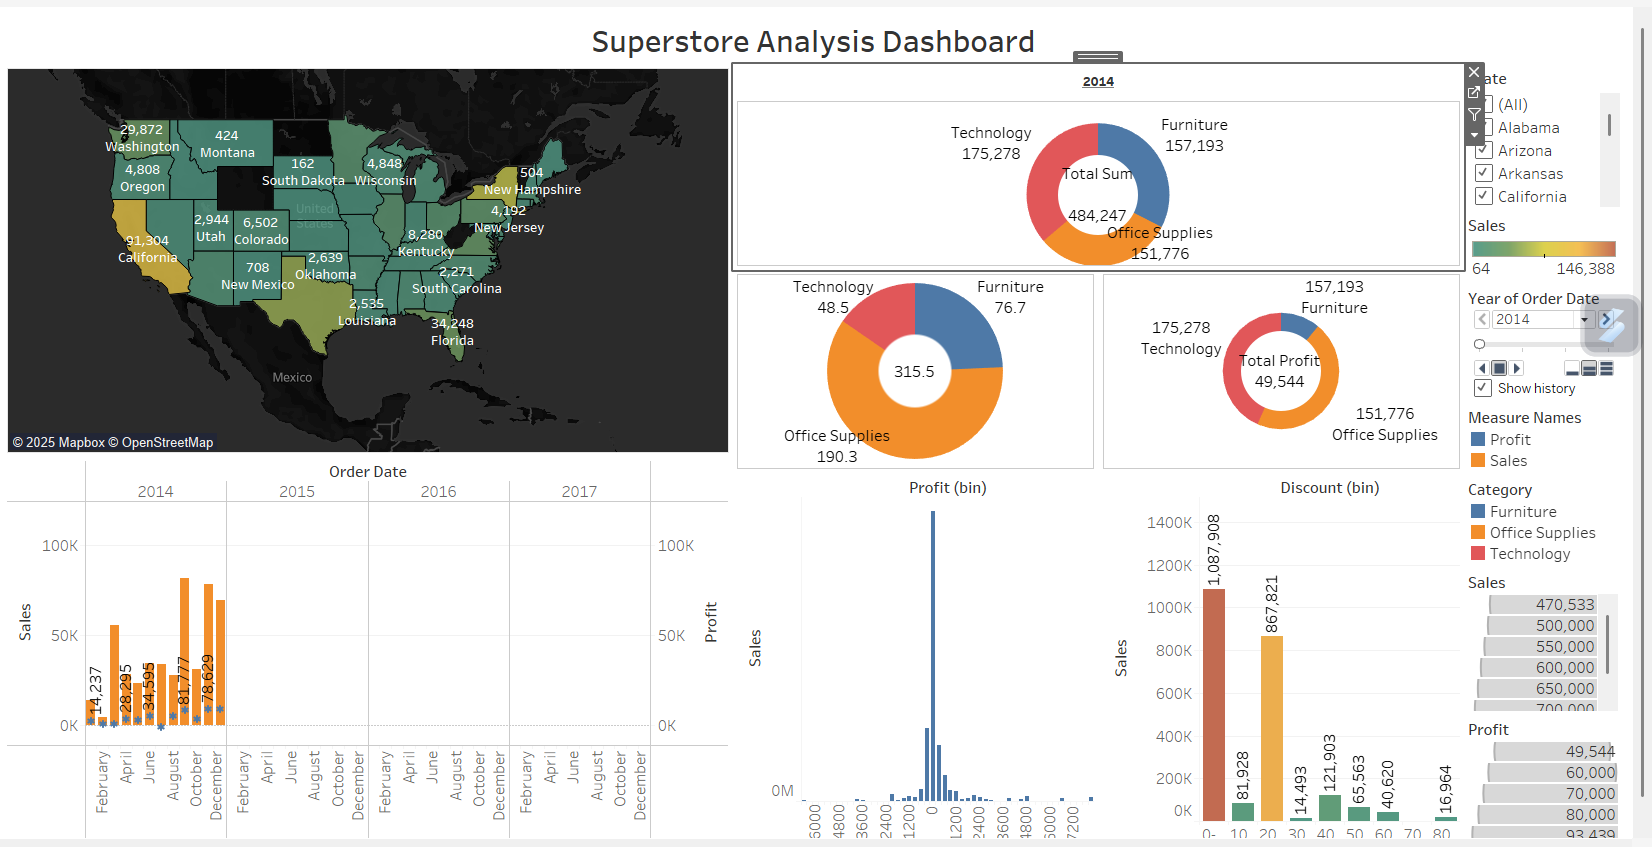 Superstore Analysis Dashboard
29,872
Washington
424
Montana
4,808
Oregon
162
South Dakota
4,848
Wisconsin
504
New Hampshire
United
States
2,944
Utah
6,502
Colorado
4,192
New Jersey
91,304
California
8,280
Kentucky
708
New Mexico
2,639
Oklahoma
2,271
South Carolina
2,535
Louisiana
34,248
Florida
Mexico
© 2025 Mapbox © OpenStreetMap
2014
Technology
175,278
Furniture
157,193
Total Sum
484,247
Office Supplies
151,776
Technology
48.5
Furniture
76.7
315.5
Office Supplies
190.3
157,193
Furniture
175,278
Technology
Total Profit
49,544
151,776
Office Supplies
Order Date
2014 2015 2016 2017
Sales
100K
50K
0K
14,237
28,295
34,595
81,777
78,629
100K
50K
0K
Profit
February April June August October December
February April June August October December
February April June August October December
February April June August October December
Profit (bin)
Sales
0M
0
Discount (bin)
Sales
1400K
1200K
1000K
800K
600K
400K
200K
0K
1,087,908
81,928
867,821
14,493
121,903
65,563
40,620
16,964
0- 10 20 30 40 50 60 70 80
(All)
Alabama
Arizona
Arkansas
California
Sales
64 146,388
Year of Order Date
2014
Show history
Measure Names
Profit
Sales
Category
Furniture
Office Supplies
Technology
Sales
470,533
500,000
550,000
600,000
650,000
700,000
Profit
49,544
60,000
70,000
80,000
93,439